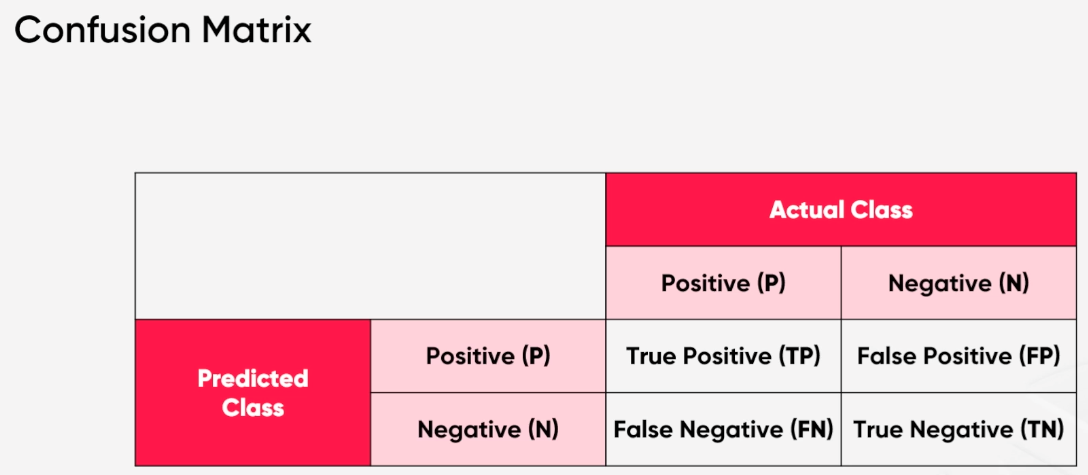 Confusion Matrix
Actual Class
Positive (P)
Negative (N)
Predicted
Class
Positive (P)
True Positive (TP)
False Positive (FP)
Negative (N)
False Negative (FN)
True Negative (TN)